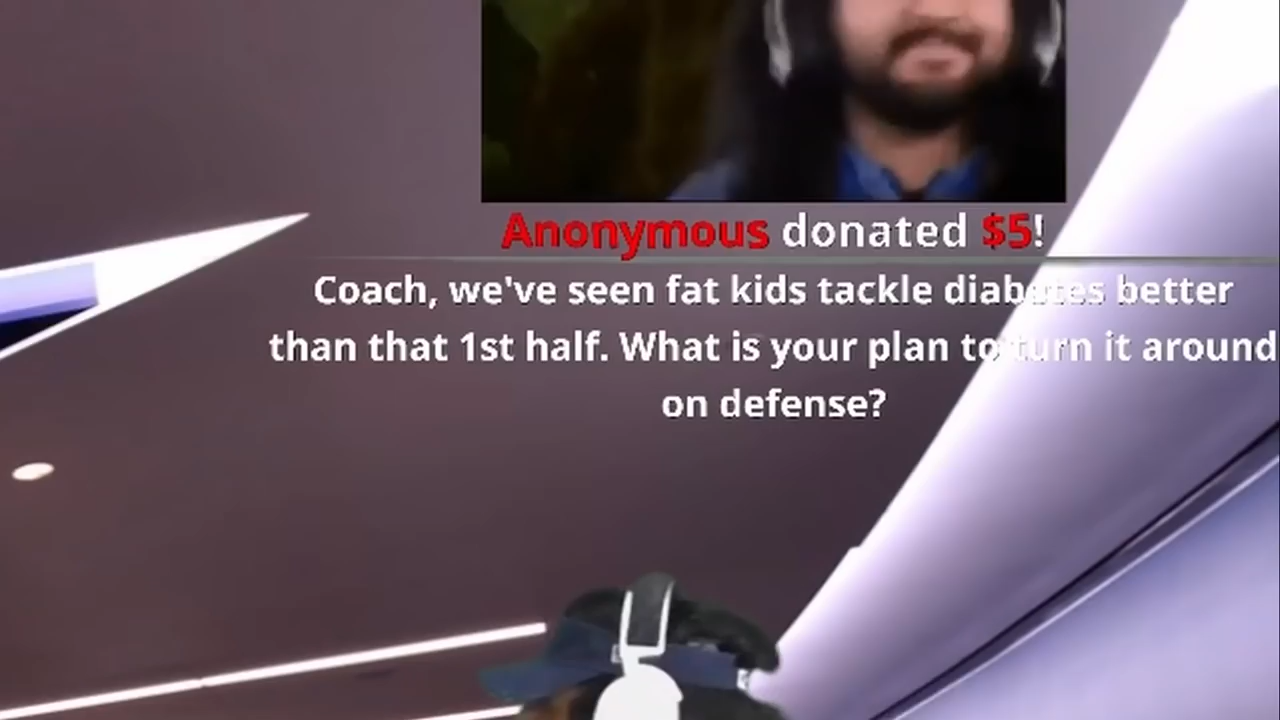 Anonymous donated $5!
Coach, we've seen fat kids tackle diabetes better
than that 1st half. What is your plan to turn it around
on defense?